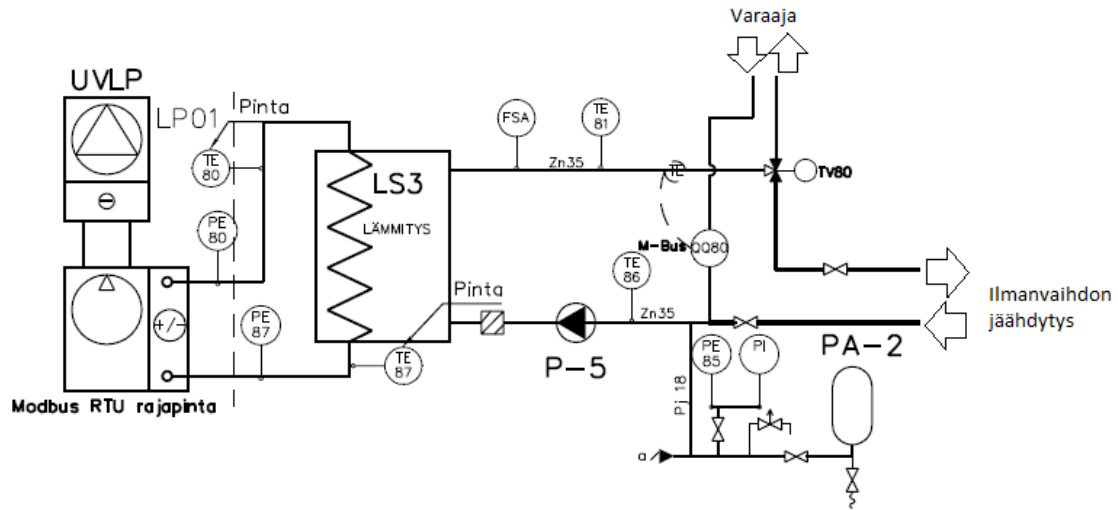 Varaaja
UVLP
LP01
Pinta
TE
80
PE
80
FSA
TE
81
Zn35
TE
TV80
LS3
LÄMMITYS
M-Bus
QQ80
TE
86
Pinta
Zn35
Ilmanvaihdon
jäähdytys
+/-
PE
87
TE
87
P-5
PE
85
PI
PA-2
Modbus RTU rajapinta
Pj 18
a